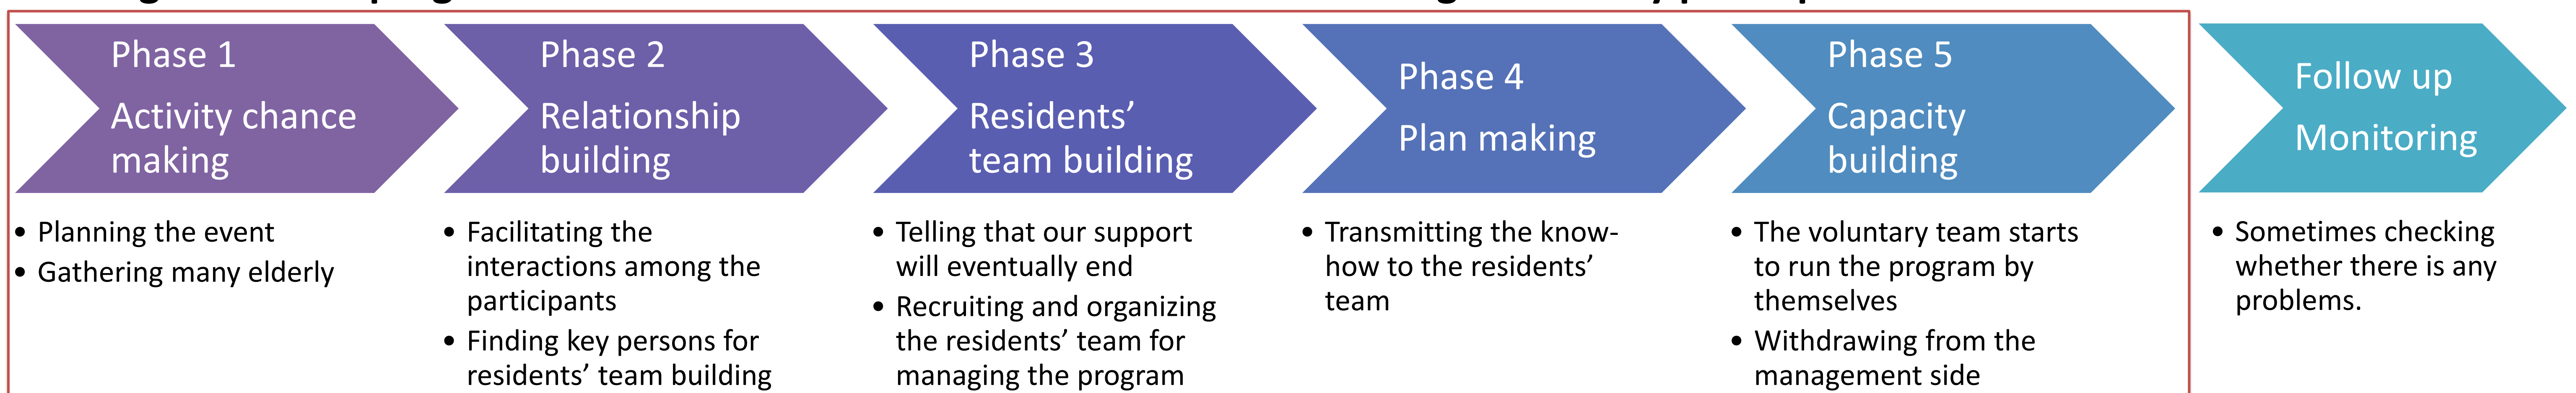 Phase 1
Activity chance
making
• Planning the event
• Gathering many elderly
Phase 2
Relationship
building
• Facilitating the
interactions among the
participants
• Finding key persons for
residents’ team building
Phase 3
Residents’
team building
• Telling that our support
will eventually end
• Recruiting and organizing
the residents’ team for
managing the program
Phase 4
Plan making
• Transmitting the know-
how to the residents’
team
Phase 5
Capacity
building
• The voluntary team starts
to run the program by
themselves
• Withdrawing from the
management side
Follow up
Monitoring
• Sometimes checking
whether there is any
problems.